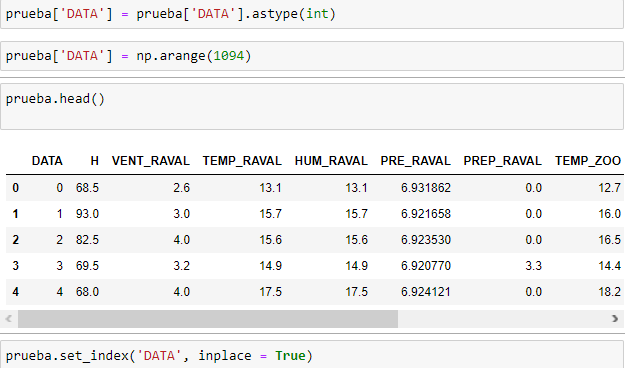 prueba['DATA'] = prueba['DATA'].astype(int)
prueba['DATA'] = np.arange(1094)
prueba.head()
DATA H VENT_RAVAL TEMP_RAVAL HUM_RAVAL PRE_RAVAL PREP_RAVAL TEMP_ZOO
0 0 68.5 2.6 13.1 13.1 6.931862 0.0 12.7
1 1 93.0 3.0 15.7 15.7 6.921658 0.0 16.0
2 2 82.5 4.0 15.6 15.6 6.923530 0.0 16.5
3 3 69.5 3.2 14.9 14.9 6.920770 3.3 14.4
4 4 68.0 4.0 17.5 17.5 6.924121 0.0 18.2
prueba.set_index('DATA', inplace = True)